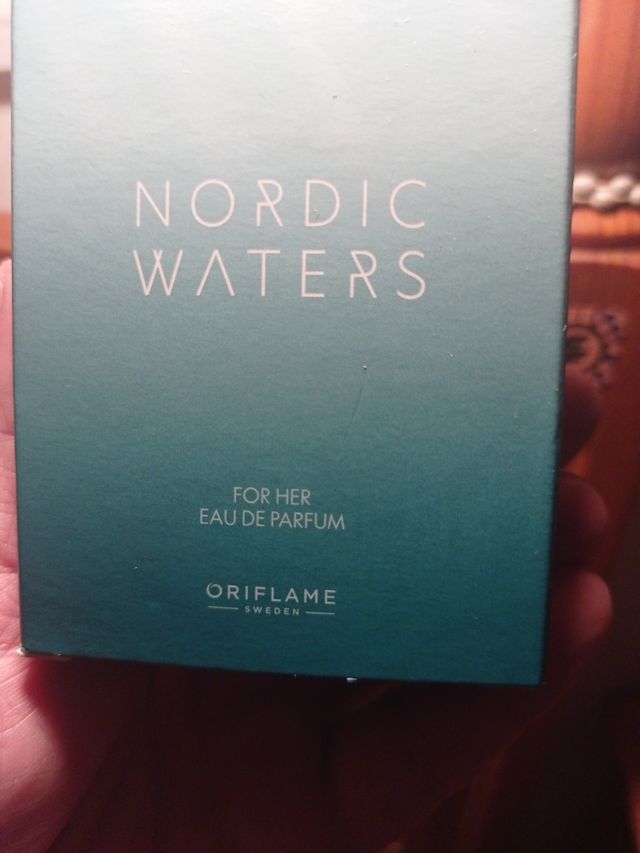 NORDIC
WATERS
FOR HER
EAU DE PARFUM
ORIFLAME
SWEDEN